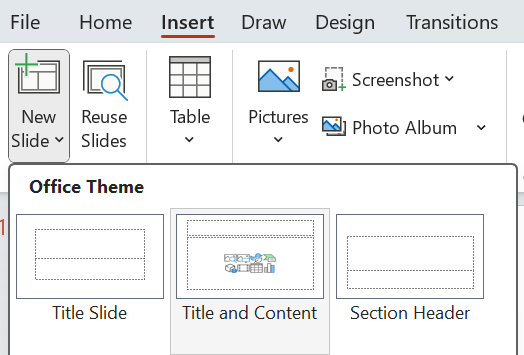 File Home Insert Draw Design Transitions
New Slide
Reuse Slides
Table
Pictures
Screenshot
Photo Album
1
Office Theme
Title Slide
Title and Content
Section Header